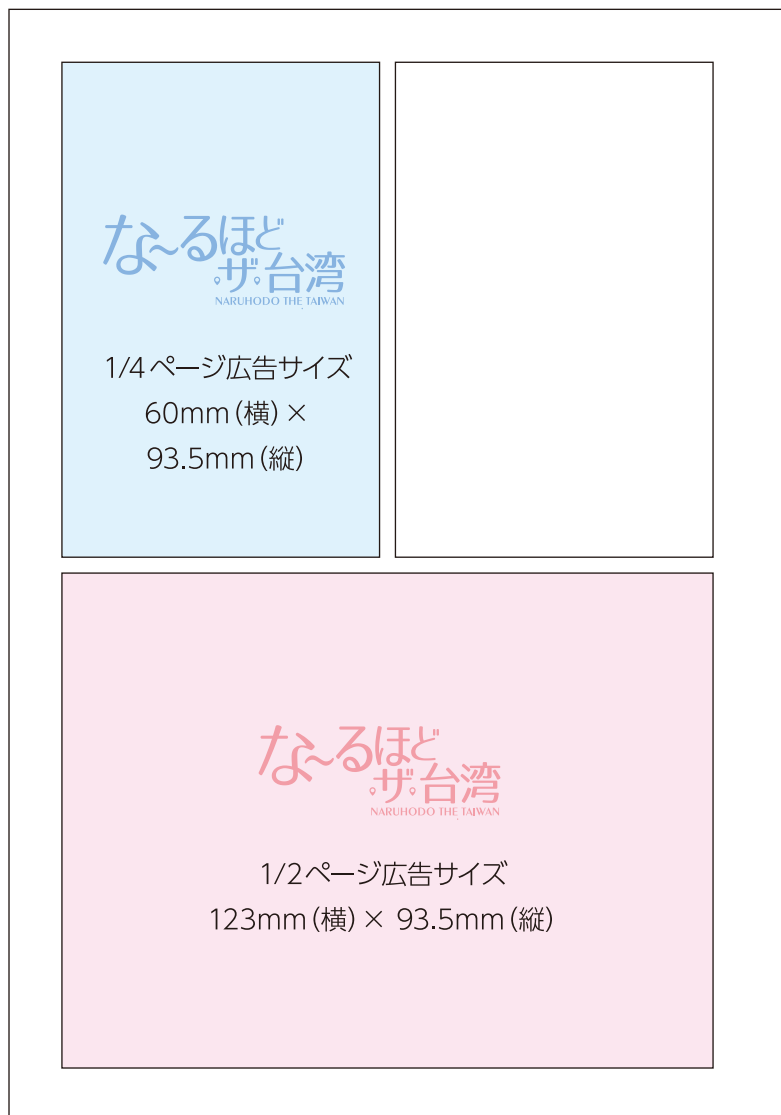 な〜るほど
・ザ・台湾
NARUHODO THE TAIWAN
1/4ページ広告サイズ
60mm（横）×
93.5mm（縦）
な〜るほど
・ザ・台湾
NARUHODO THE TAIWAN
1/2ページ広告サイズ
123mm（横）× 93.5mm（縦）